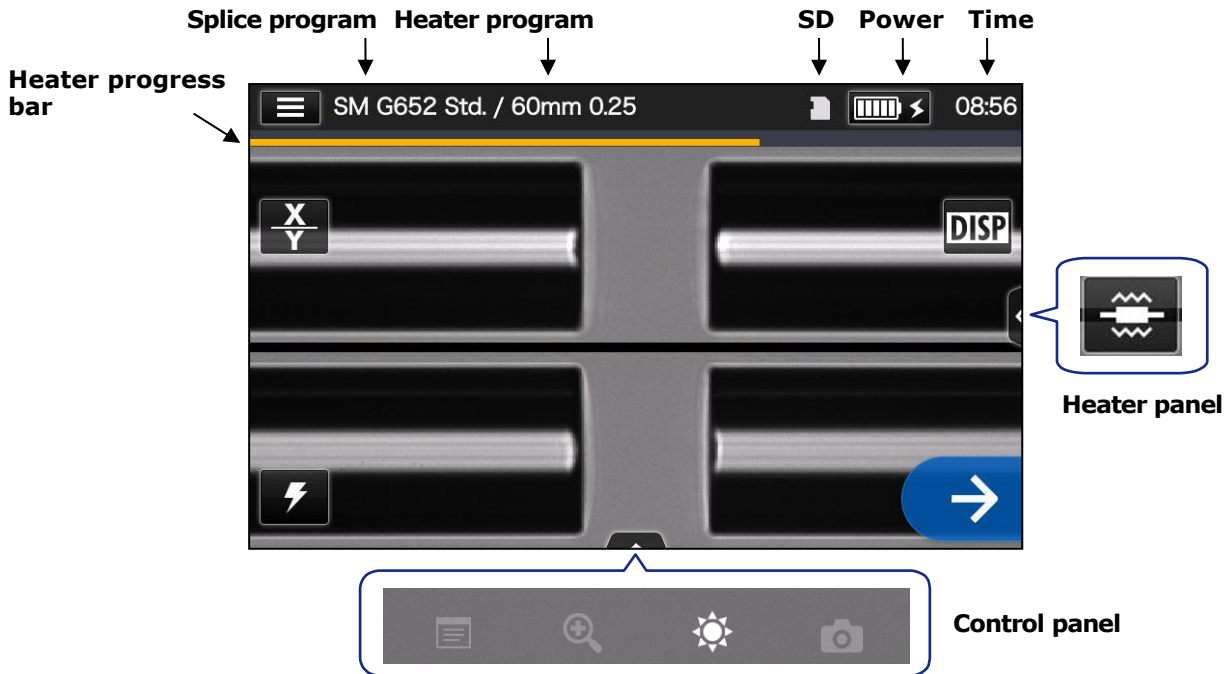 Splice program Heater program SD Power Time
Heater progress
bar
SM G652 Std. / 60mm 0.25 08:56
X
Y
DISP
Heater panel
Control panel